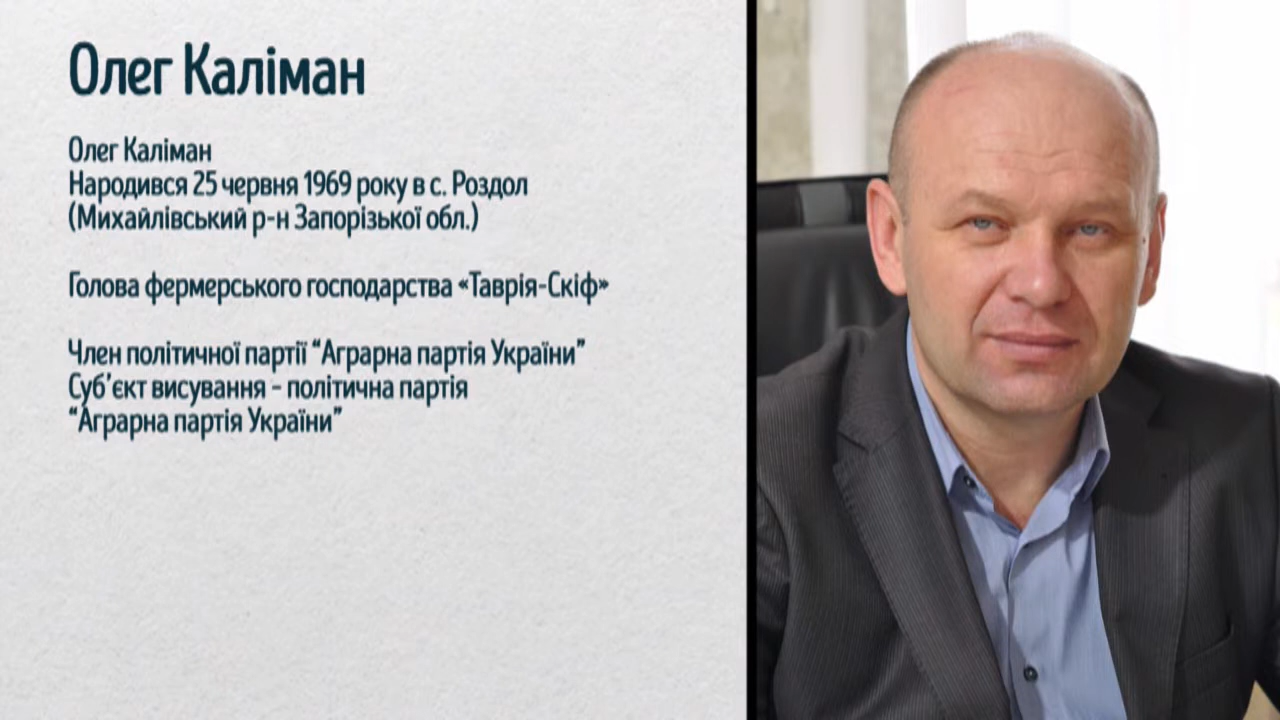 Олег Каліман
Олег Каліман
Народився 25 червня 1969 року в с. Роздол
(Михайлівський р-н Запорізької обл.)
Голова фермерського господарства «Таврія-Скіф»
Член політичної партії “Аграрна партія України”
Суб’єкт висування - політична партія
“Аграрна партія України”